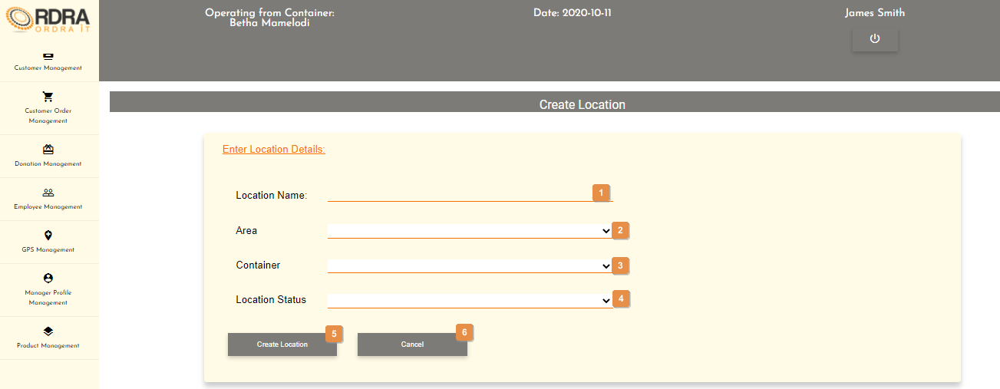 RDRA
ORDRA iT
Operating from Container:
Betha Mamelodi
Date: 2020-10-11
James Smith
Customer Management
Customer Order
Management
Donation Management
Employee Management
GPS Management
Manager Profile
Management
Product Management
Create Location
Enter Location Details:
Location Name:
1
Area
2
Container
3
Location Status
4
Create Location
5
Cancel
6